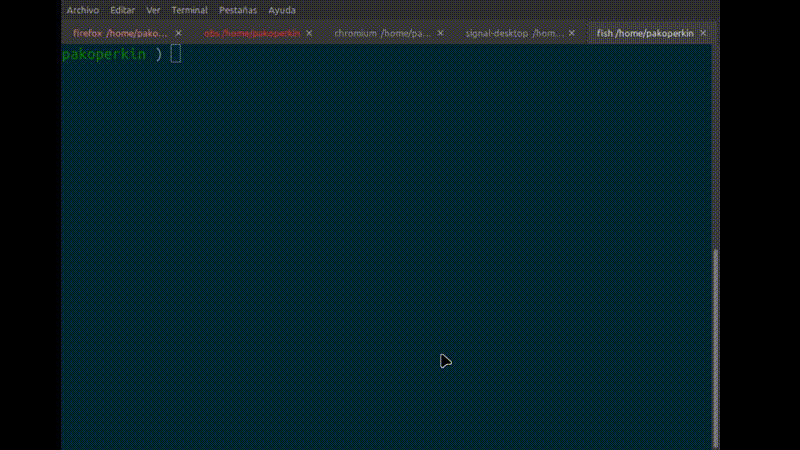 Archivo Editar Ver Terminal Pestañas Ayuda
firefox /home/pako... × obs /home/pakoperkin × chromium /home/pa... × signal-desktop /hom... × fish /home/pakoperkin ×
pakoperkin )